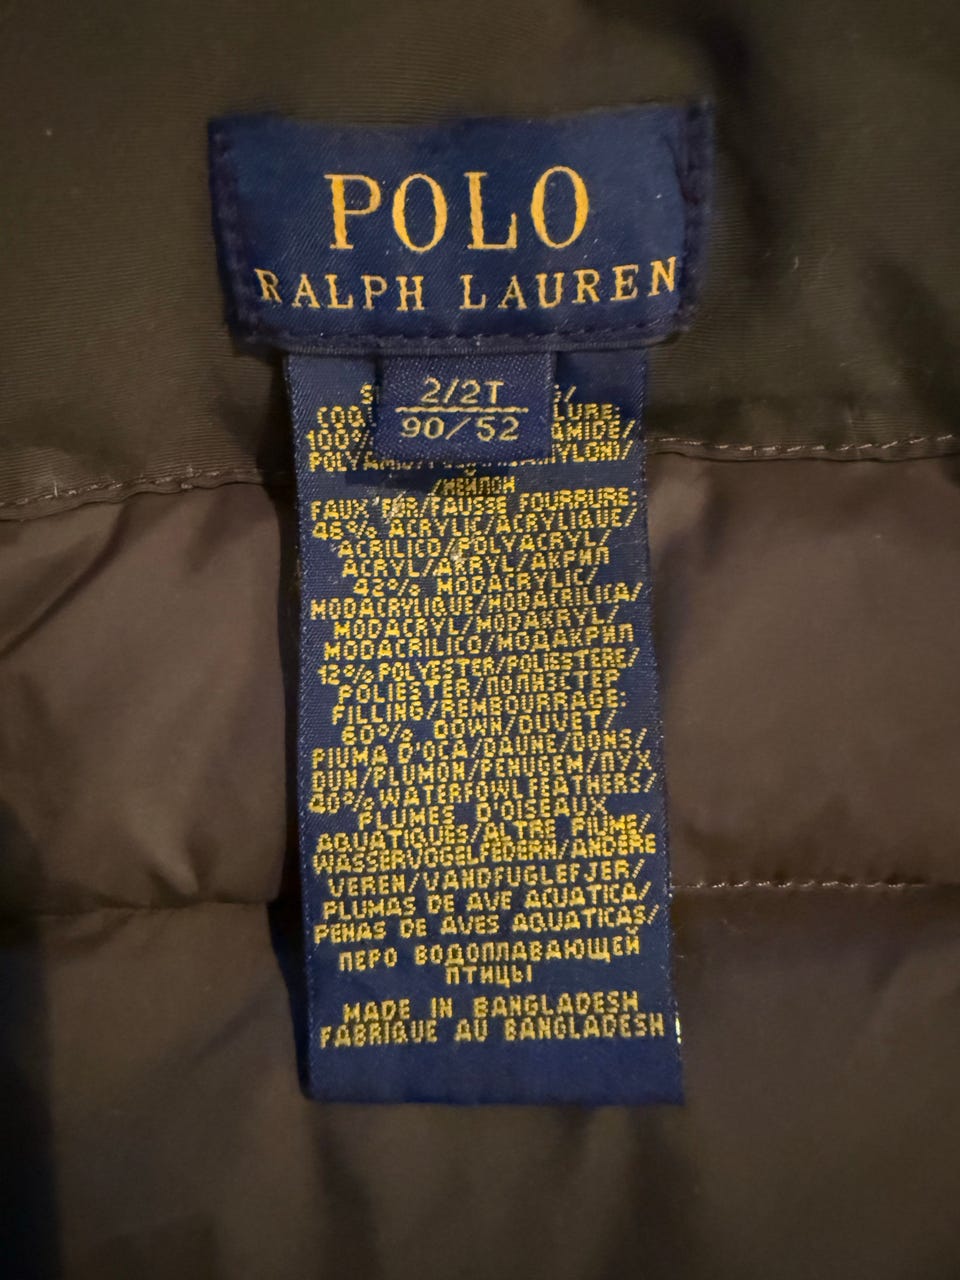 POLO
RALPH LAUREN
2/2T
90/52
100%
/НЕЙЛОН
FAUX FUR/FAUSSE FOURRURE:
46% ACRYLIC/ACRYLIQUE/
ACRILICO/POLYACRYL/
ACRYL/AKRYL/АКРИЛ
42% MODACRYLIC/
MODACRYLIQUE/MODACRILICA/
MODACRYL/MODAKRYL/
MODACRILICO/МОДАКРИЛ
12% POLYESTER/POLIESTERE/
POLIESTER/ПОЛИЭСТЕР
FILLING/REMBOURRAGE:
60% DOWN/DUVET/
PIUMA D'OCA/DAUNE/DONS/
DUN/PLUMON/PENUGEM/ПУХ
40% WATERFOWL FEATHERS/
PLUMES D'OISEAUX
AQUATIQUES/ALTRE PIUME/
WASSERVOGELFEDERN/ANDERE
VEREN/VANDFUGLEFJER/
PLUMAS DE AVE ACUATICA/
PENAS DE AVES AQUATICAS/
ПЕРО ВОДОПЛАВАЮЩЕЙ
ПТИЦЫ
MADE IN BANGLADESH
FABRIQUE AU BANGLADESH